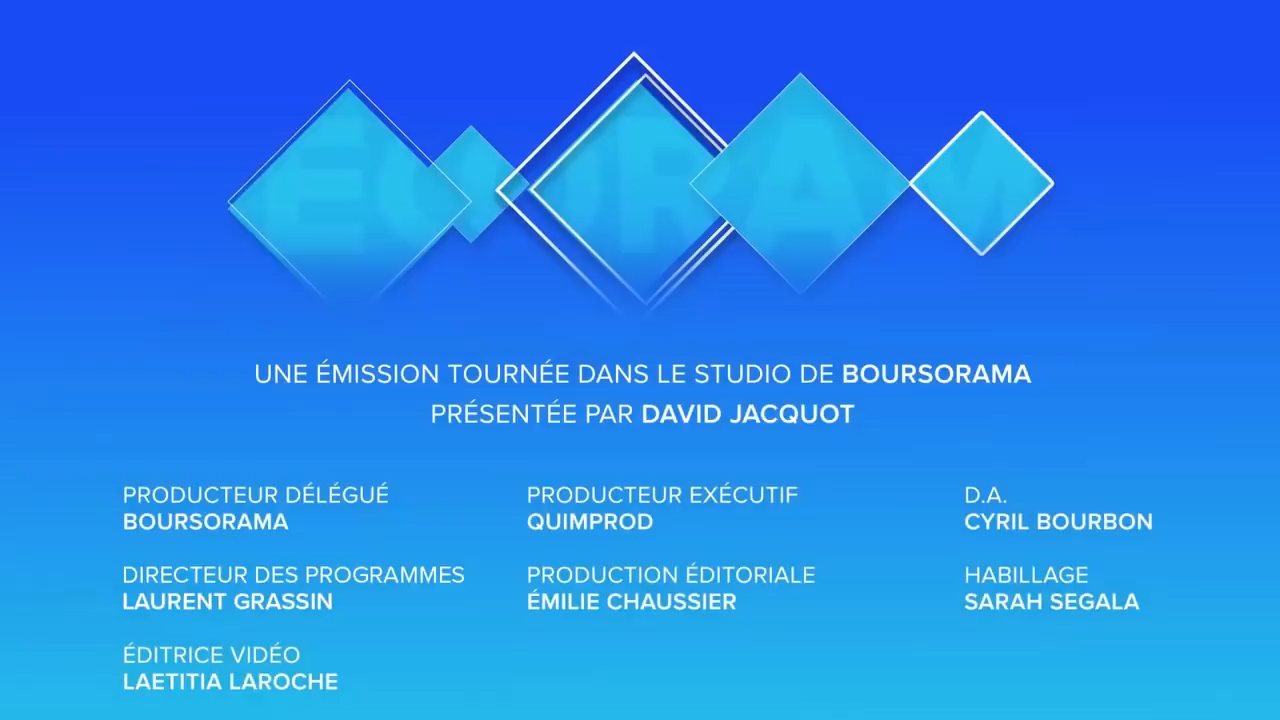 ECORAM
UNE ÉMISSION TOURNÉE DANS LE STUDIO DE BOURSORAMA
PRÉSENTÉE PAR DAVID JACQUOT
PRODUCTEUR DÉLÉGUÉ
BOURSORAMA
DIRECTEUR DES PROGRAMMES
LAURENT GRASSIN
ÉDITRICE VIDÉO
LAETITIA LAROCHE
PRODUCTEUR EXÉCUTIF
QUIMPROD
PRODUCTION ÉDITORIALE
ÉMILIE CHAUSSIER
D.A.
CYRIL BOURBON
HABILLAGE
SARAH SEGALA